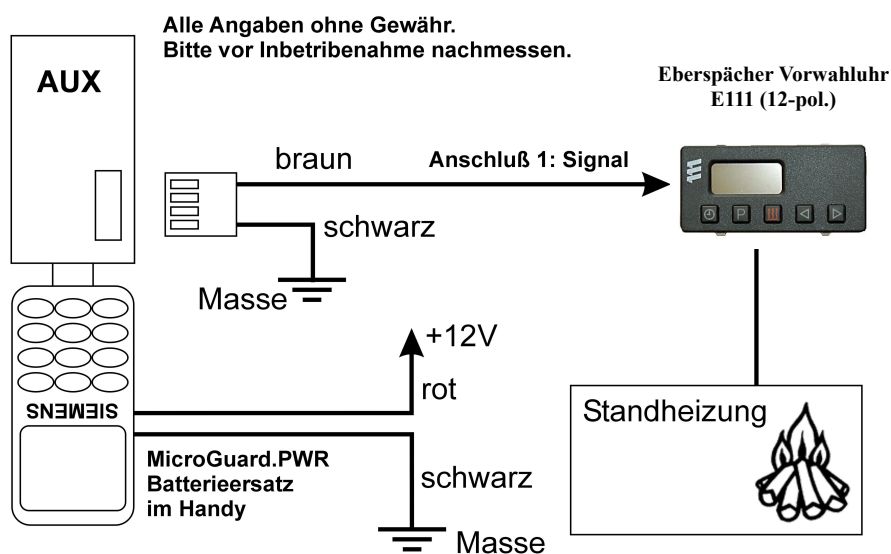 Alle Angaben ohne Gewähr.
Bitte vor Inbetribenahme nachmessen.
AUX
Eberspächer Vorwahluhr
E111 (12-pol.)
braun
Anschluß 1: Signal
schwarz
Masse
P
+12V
rot
SIEMENS
Standheizung
MicroGuard.PWR
Batterieersatz
im Handy
schwarz
Masse